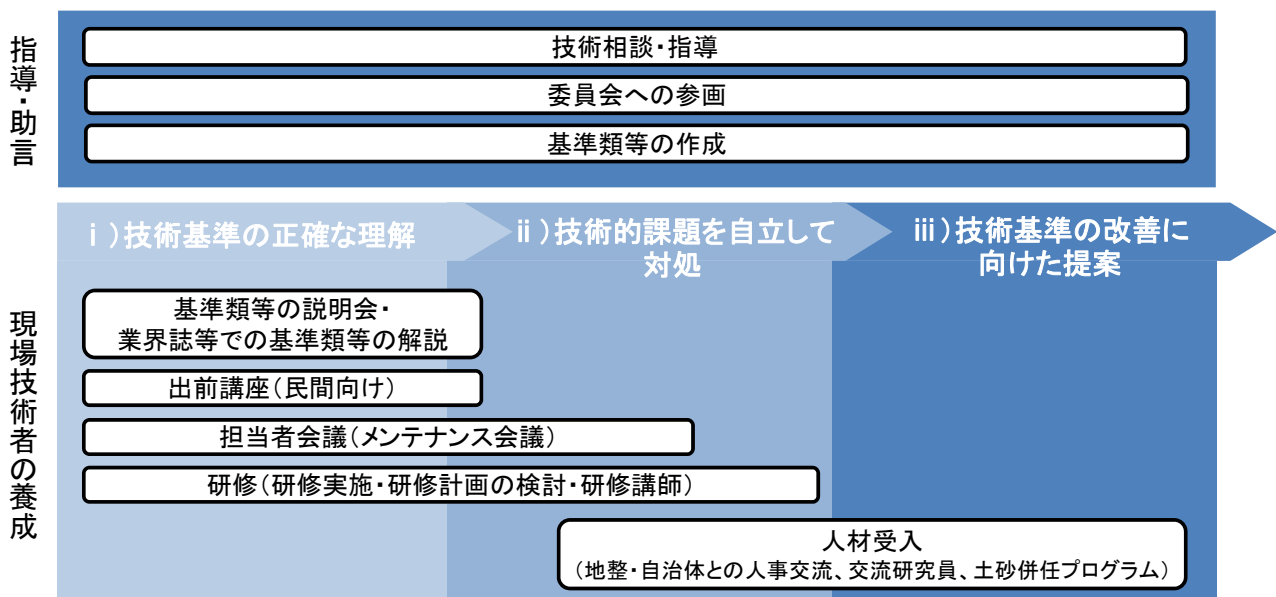 指導・助言
技術相談・指導
委員会への参画
基準類等の作成
ⅰ)技術基準の正確な理解
ⅱ)技術的課題を自立して
対処
ⅲ)技術基準の改善に
向けた提案
現場技術者の養成
基準類等の説明会・
業界誌等での基準類等の解説
出前講座(民間向け)
担当者会議(メンテナンス会議)
研修(研修実施・研修計画の検討・研修講師)
人材受入
(地整・自治体との人事交流、交流研究員、土砂併任プログラム)